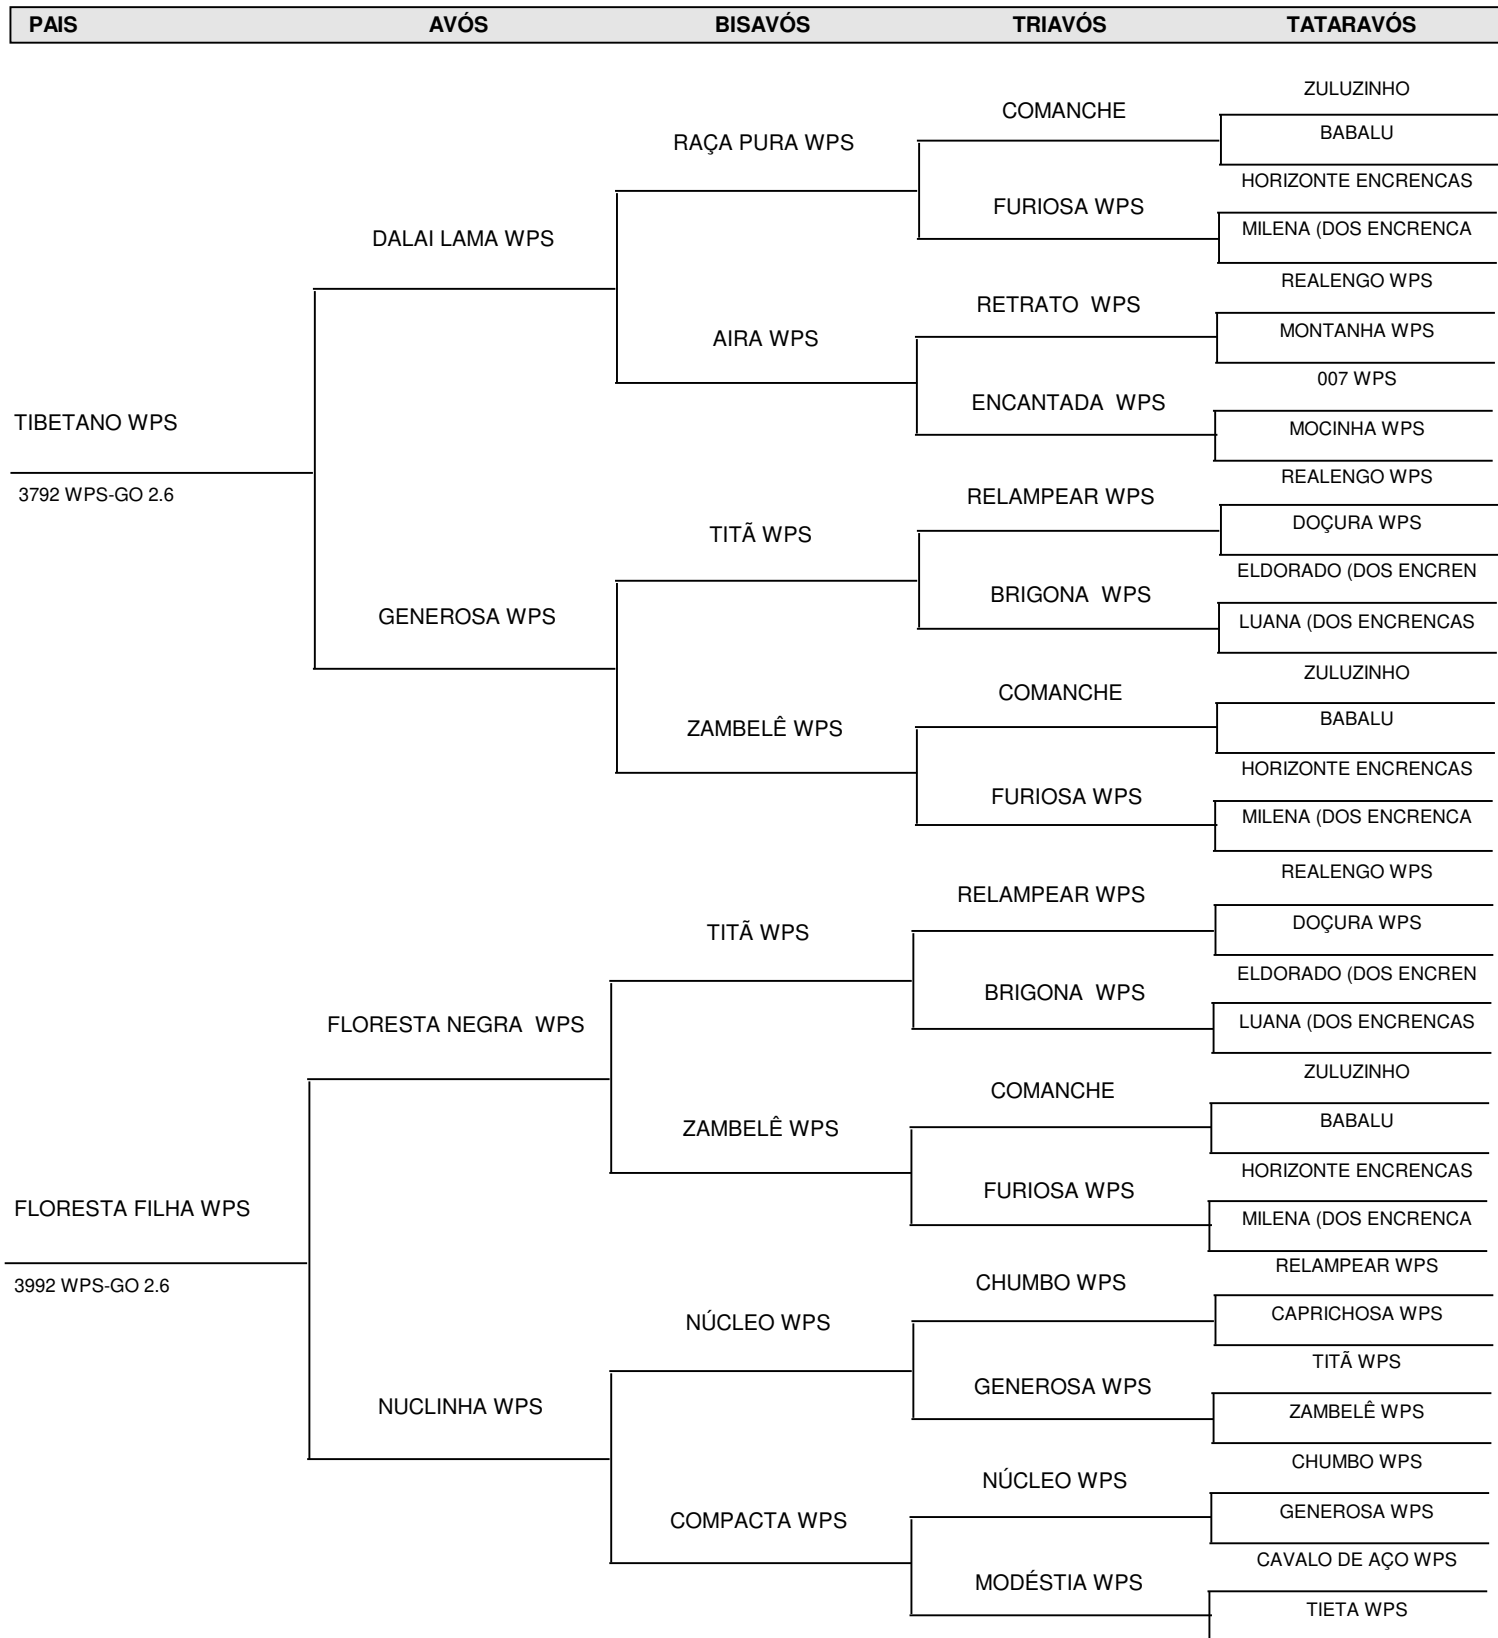 PAIS AVÓS BISAVÓS TRIAVÓS TATARAVÓS
ZULUZINHO
COMANCHE
BABALU
RAÇA PURA WPS
HORIZONTE ENCRENCAS
FURIOSA WPS
MILENA (DOS ENCRENCA
DALAI LAMA WPS
REALENGO WPS
RETRATO WPS
MONTANHA WPS
AIRA WPS
007 WPS
ENCANTADA WPS
MOCINHA WPS
TIBETANO WPS
3792 WPS-GO 2.6
REALENGO WPS
RELAMPEAR WPS
DOÇURA WPS
TITÃ WPS
ELDORADO (DOS ENCREN
BRIGONA WPS
LUANA (DOS ENCRENCAS
GENEROSA WPS
ZULUZINHO
COMANCHE
BABALU
ZAMBELÊ WPS
HORIZONTE ENCRENCAS
FURIOSA WPS
MILENA (DOS ENCRENCA
REALENGO WPS
RELAMPEAR WPS
DOÇURA WPS
TITÃ WPS
ELDORADO (DOS ENCREN
BRIGONA WPS
LUANA (DOS ENCRENCAS
FLORESTA NEGRA WPS
ZULUZINHO
COMANCHE
BABALU
ZAMBELÊ WPS
HORIZONTE ENCRENCAS
FURIOSA WPS
MILENA (DOS ENCRENCA
FLORESTA FILHA WPS
3992 WPS-GO 2.6
RELAMPEAR WPS
CHUMBO WPS
CAPRICHOSA WPS
NÚCLEO WPS
TITÃ WPS
GENEROSA WPS
ZAMBELÊ WPS
NUCLINHA WPS
CHUMBO WPS
NÚCLEO WPS
GENEROSA WPS
COMPACTA WPS
CAVALO DE AÇO WPS
MODÉSTIA WPS
TIETA WPS